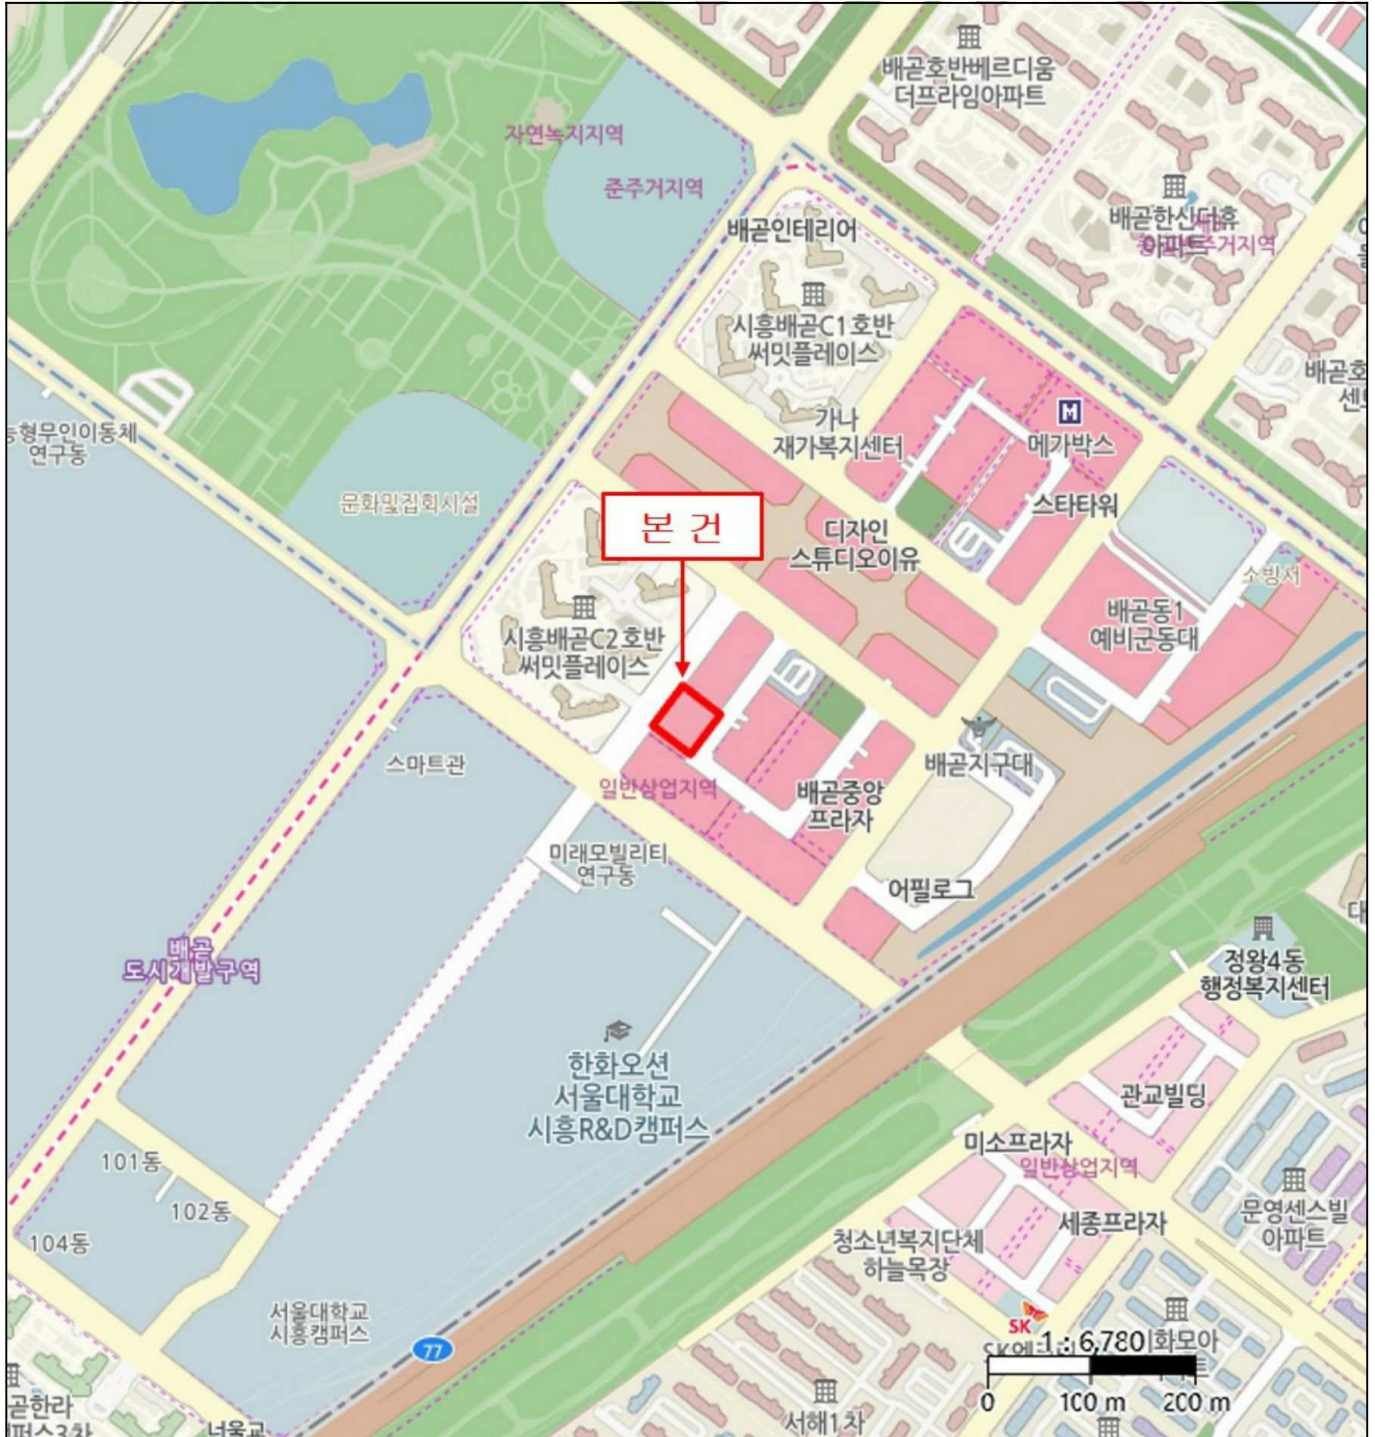 배곧호반베르디움
더프라임아파트
자연녹지지역
준주거지역
배곧한신더휴
아파트
배곧인테리어
시흥배곧C1호반
써밋플레이스
가나
재가복지센터
M
메가박스
연구동
문화및집회시설
본 건
디자인
스튜디오이유
스타타워
소방서
배곧동1
예비군동대
시흥배곧C2호반
써밋플레이스
스마트관
일반상업지역
배곧지구대
배곧중앙
프라자
미래모빌리티
연구동
어필로그
배곧
도시개발구역
정왕4동
행정복지센터
한화오션
서울대학교
시흥R&D캠퍼스
관교빌딩
미소프라자
일반상업지역
101동
102동
104동
세종프라자
문영센스빌
아파트
청소년복지단체
하늘목장
서울대학교
시흥캠퍼스
77
SK
1 : 6,780
0 100 m 200 m
서해1차
너울교